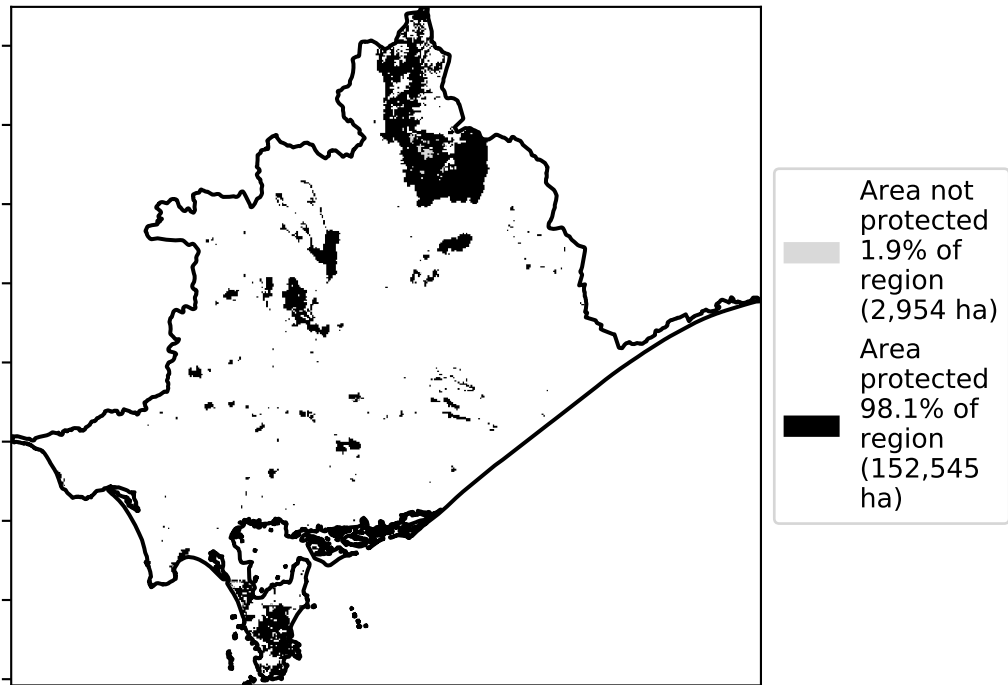 Area not
protected
1.9% of
region
(2,954 ha)
Area
protected
98.1% of
region
(152,545
ha)